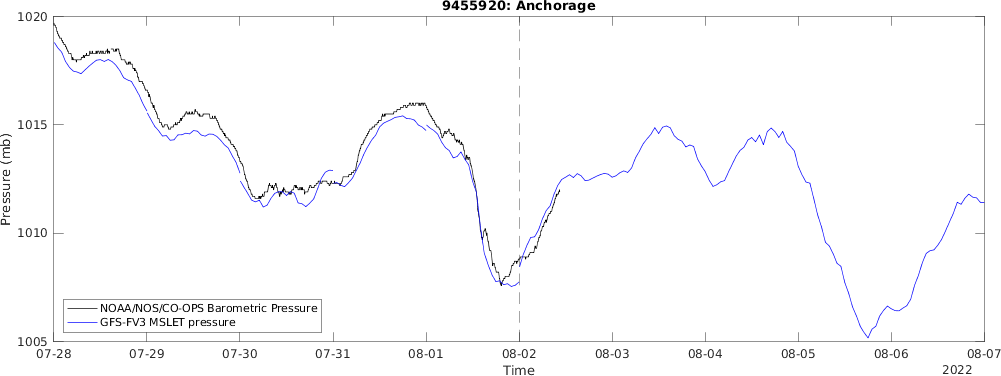 9455920: Anchorage
Pressure (mb)
1020
1015
1010
1005
NOAA/NOS/CO-OPS Barometric Pressure
GFS-FV3 MSLET pressure
07-28 07-29 07-30 07-31 08-01 08-02 08-03 08-04 08-05 08-06 08-07
Time
2022